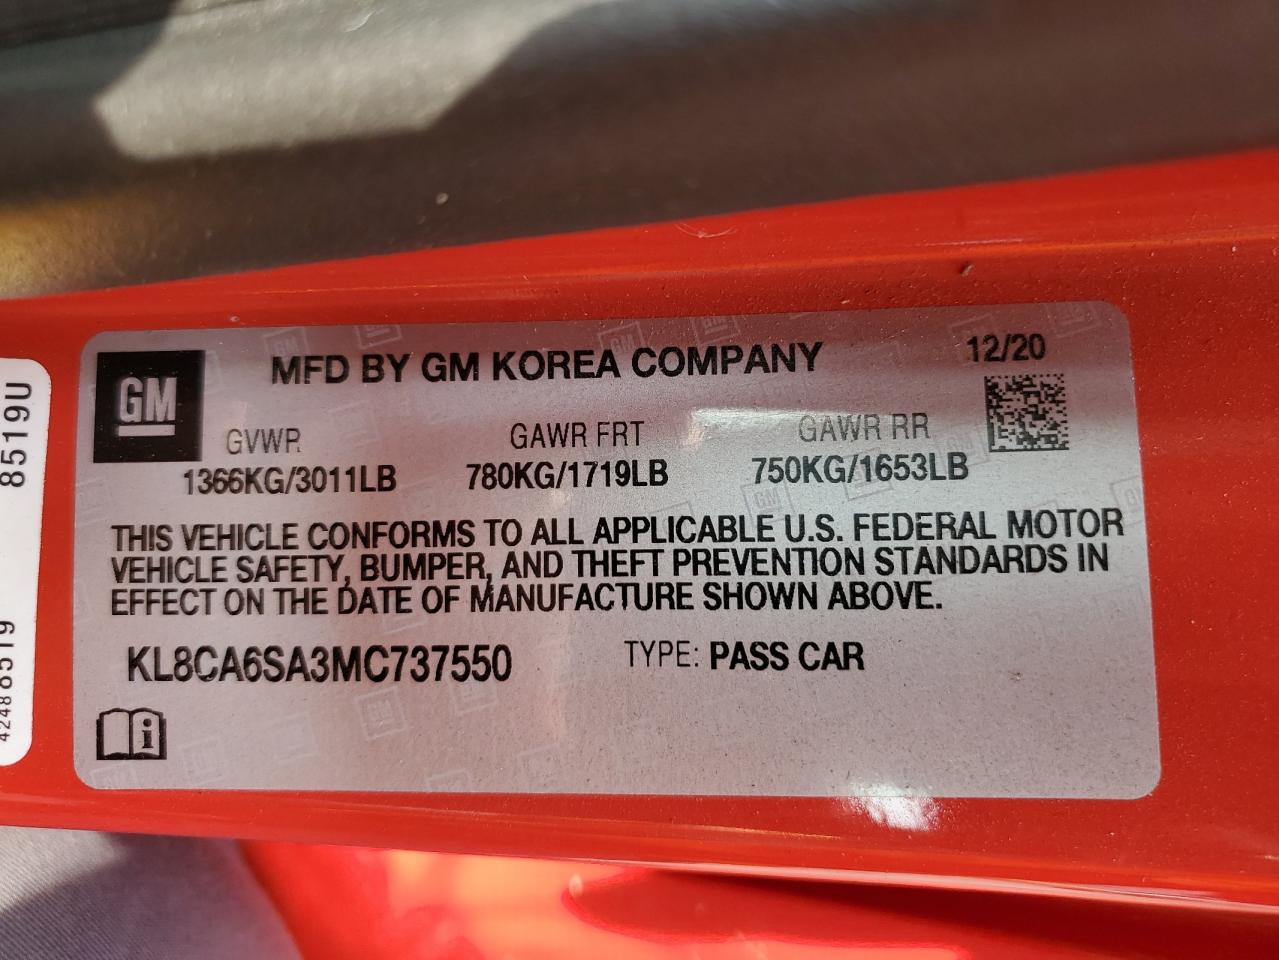 MFD BY GM KOREA COMPANY 12/20
GM
GVWR GAWR FRT GAWR RR
1366KG/3011LB 780KG/1719LB 750KG/1653LB
THIS VEHICLE CONFORMS TO ALL APPLICABLE U.S. FEDERAL MOTOR
VEHICLE SAFETY, BUMPER, AND THEFT PREVENTION STANDARDS IN
EFFECT ON THE DATE OF MANUFACTURE SHOWN ABOVE.
KL8CA6SA3MC737550 TYPE: PASS CAR
i
8519U
42488519